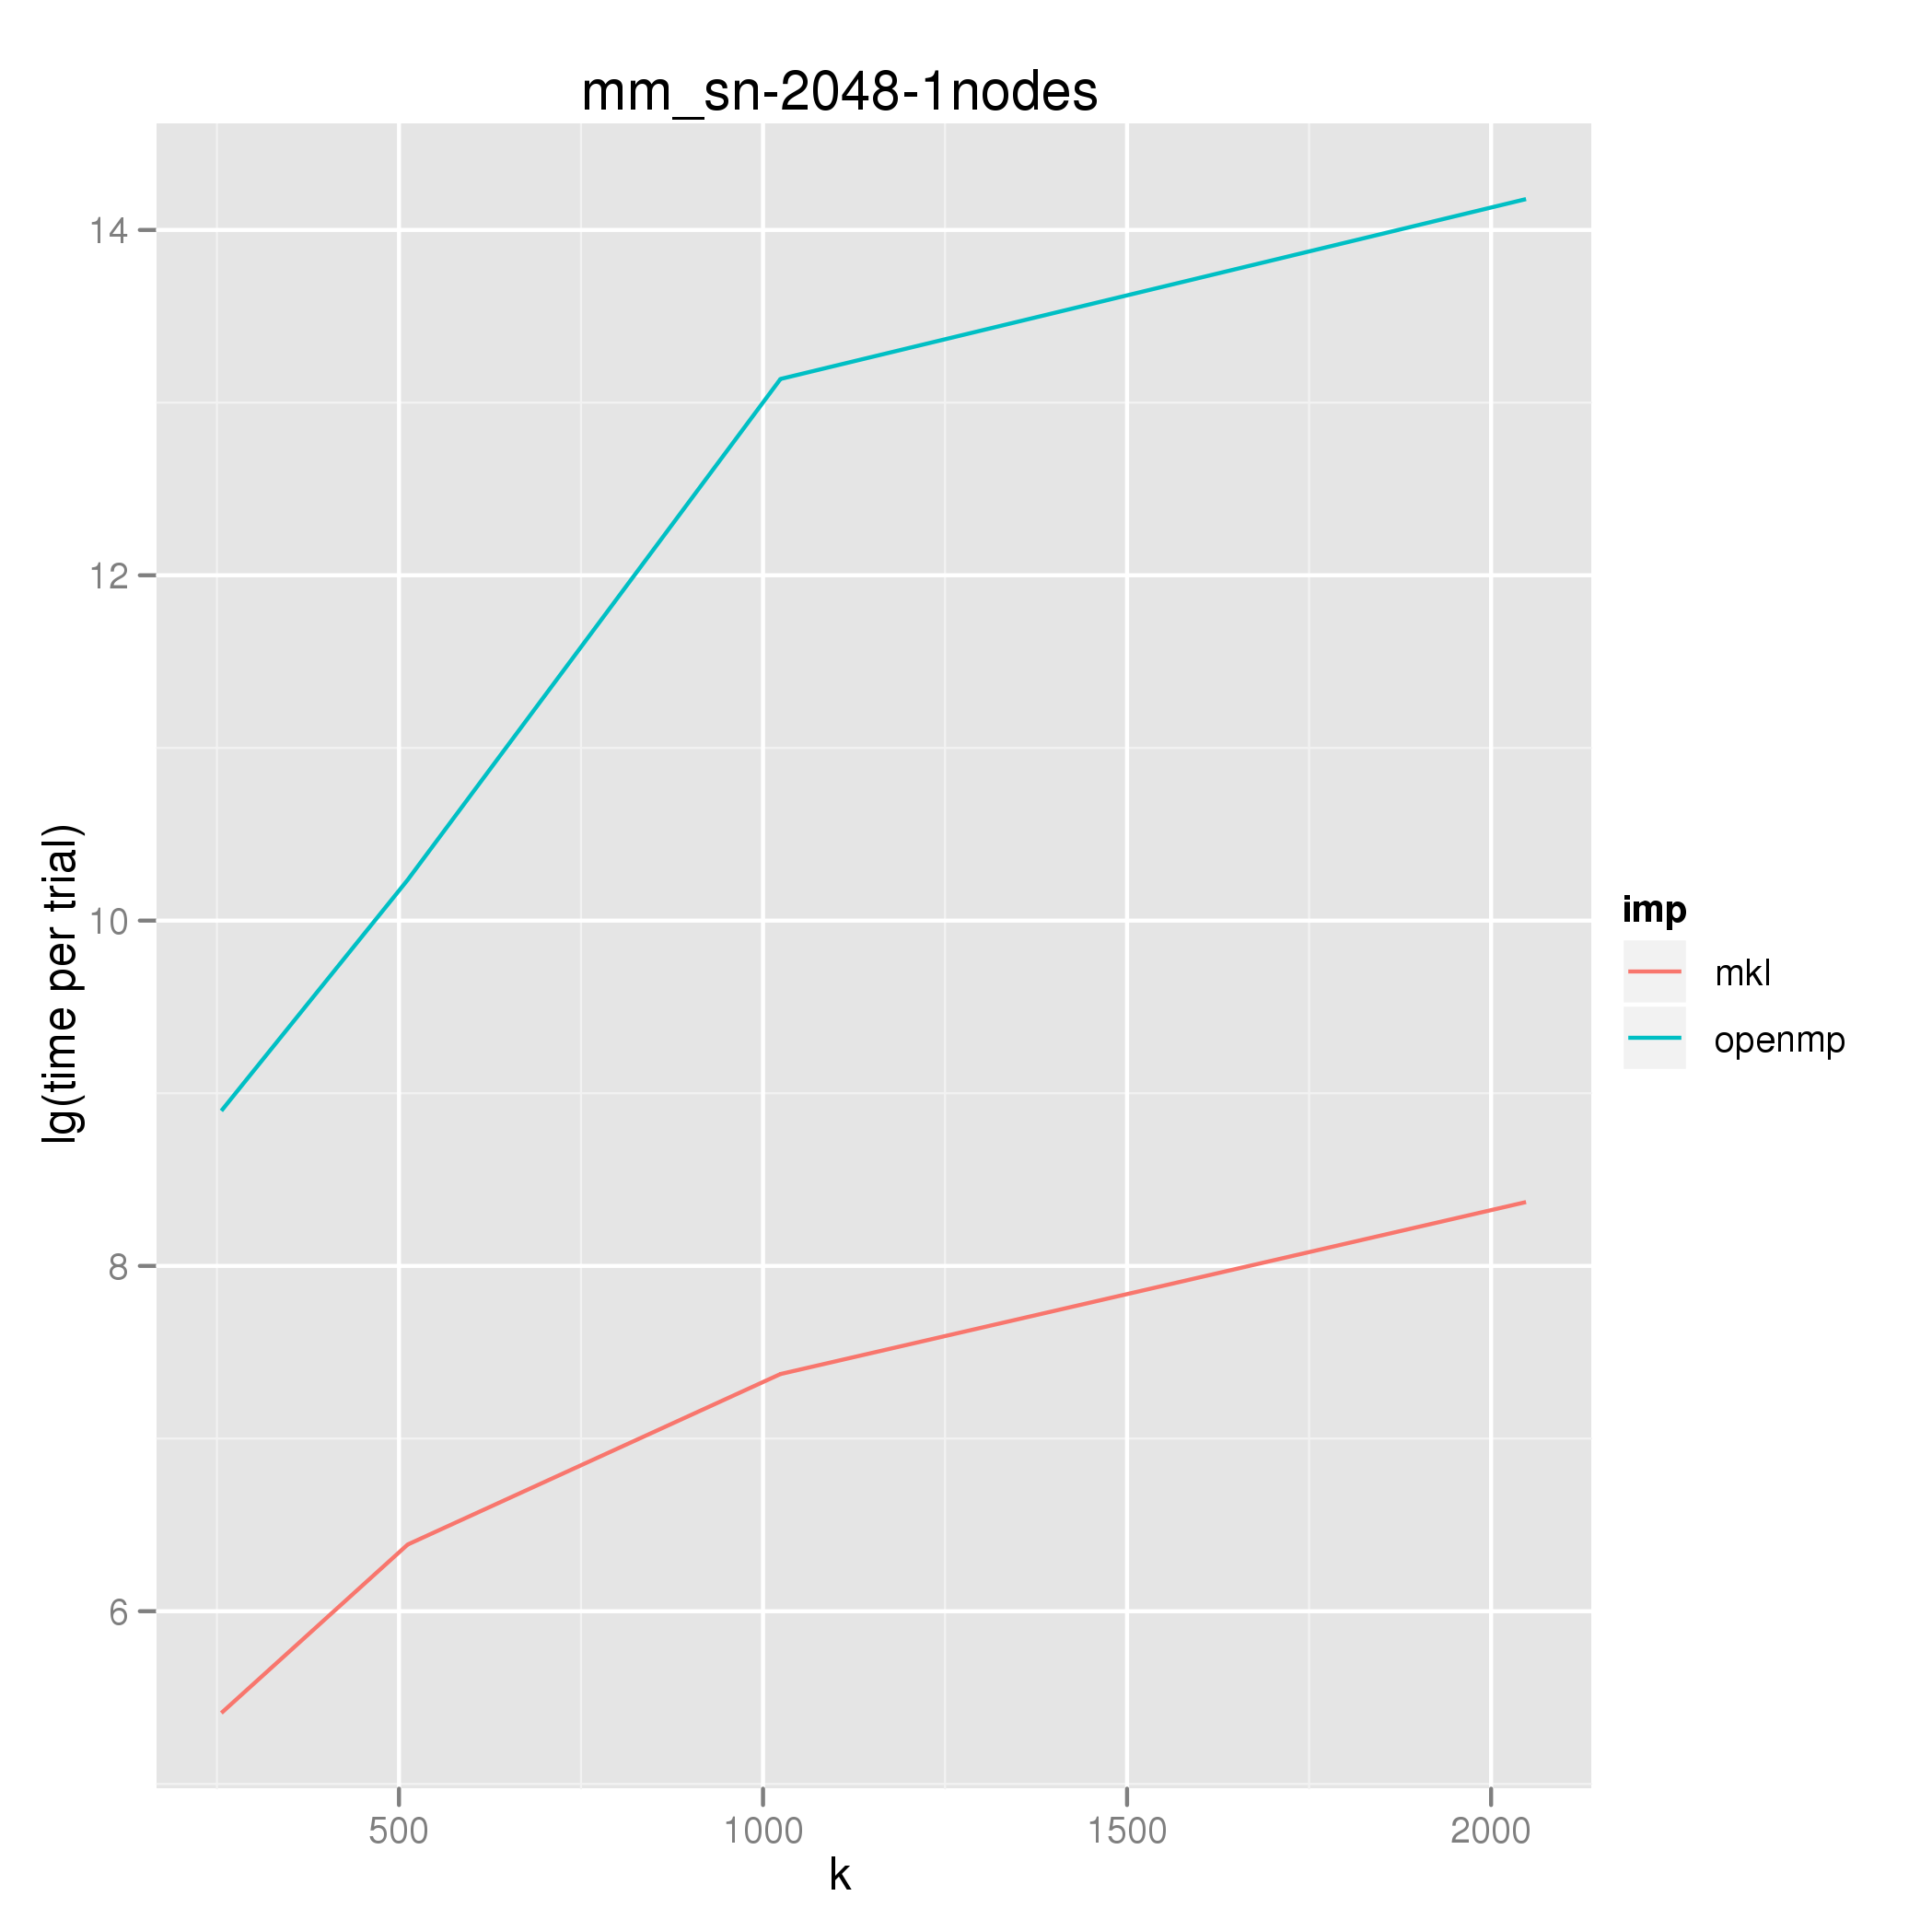 mm_sn-2048-1nodes
14
12
10
8
6
lg(time per trial)
500 1000 1500 2000
k
imp
mkl
openmp